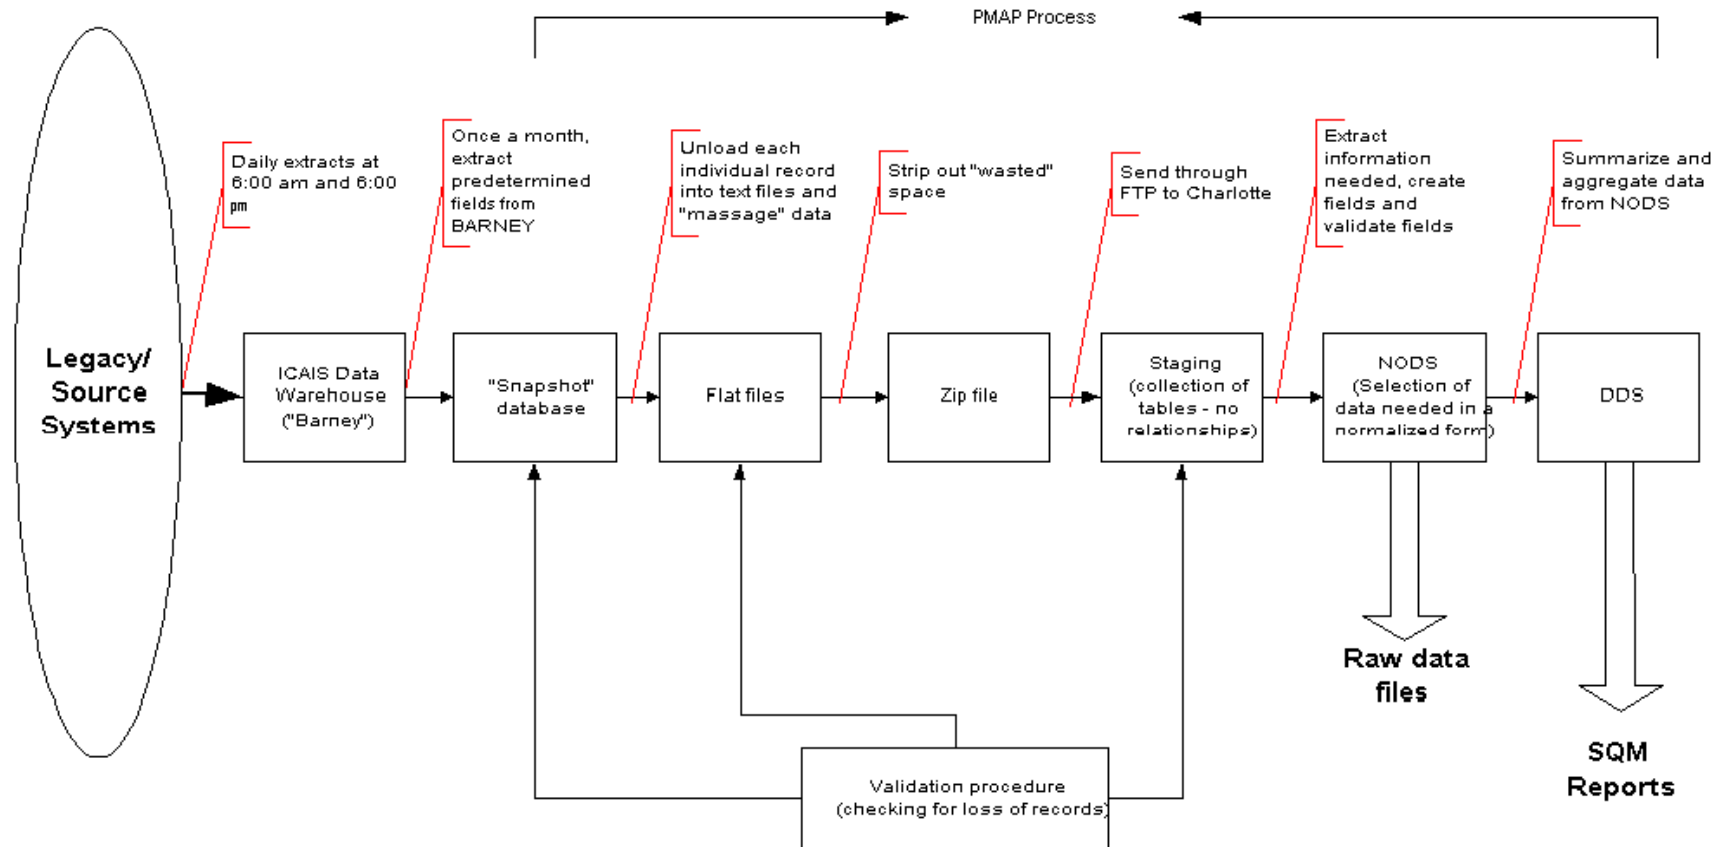 PMAP Process
Daily extracts at
6:00 am and 6:00
pm
Once a month,
extract
predetermined
fields from
BARNEY
Unload each
individual record
into text files and
"massage" data
Strip out "wasted"
space
Send through
FTP to Charlotte
Extract
information
needed, create
fields and
validate fields
Summarize and
aggregate data
from NODS
Legacy/
Source
Systems
ICAIS Data
Warehouse
("Barney")
"Snapshot"
database
Flat files
Zip file
Staging
(collection of
tables - no
relationships)
NODS
(Selection of
data needed in a
normalized form)
DDS
Raw data
files
SQM
Reports
Validation procedure
(checking for loss of records)